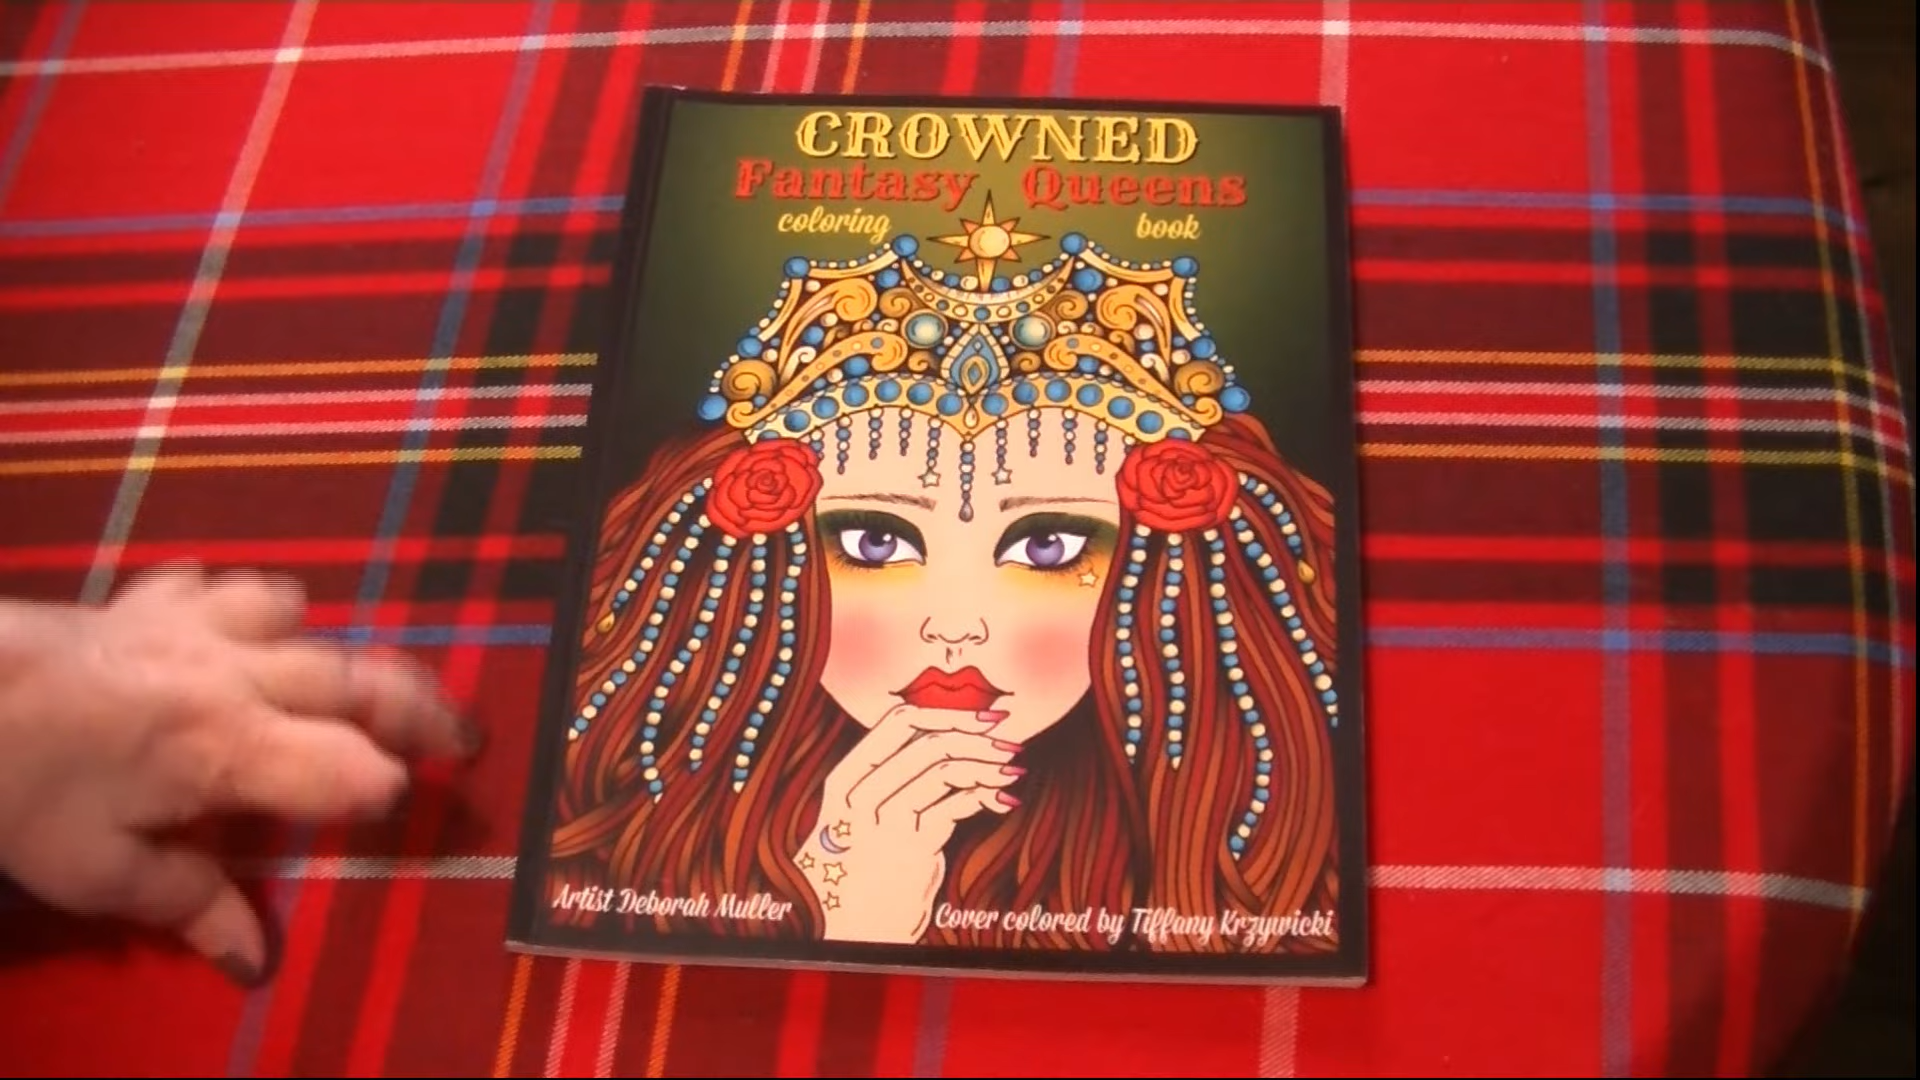 CROWNED
Fantasy Queens
coloring book
Artist Deborah Muller
Cover colored by Tiffany Krzywicki